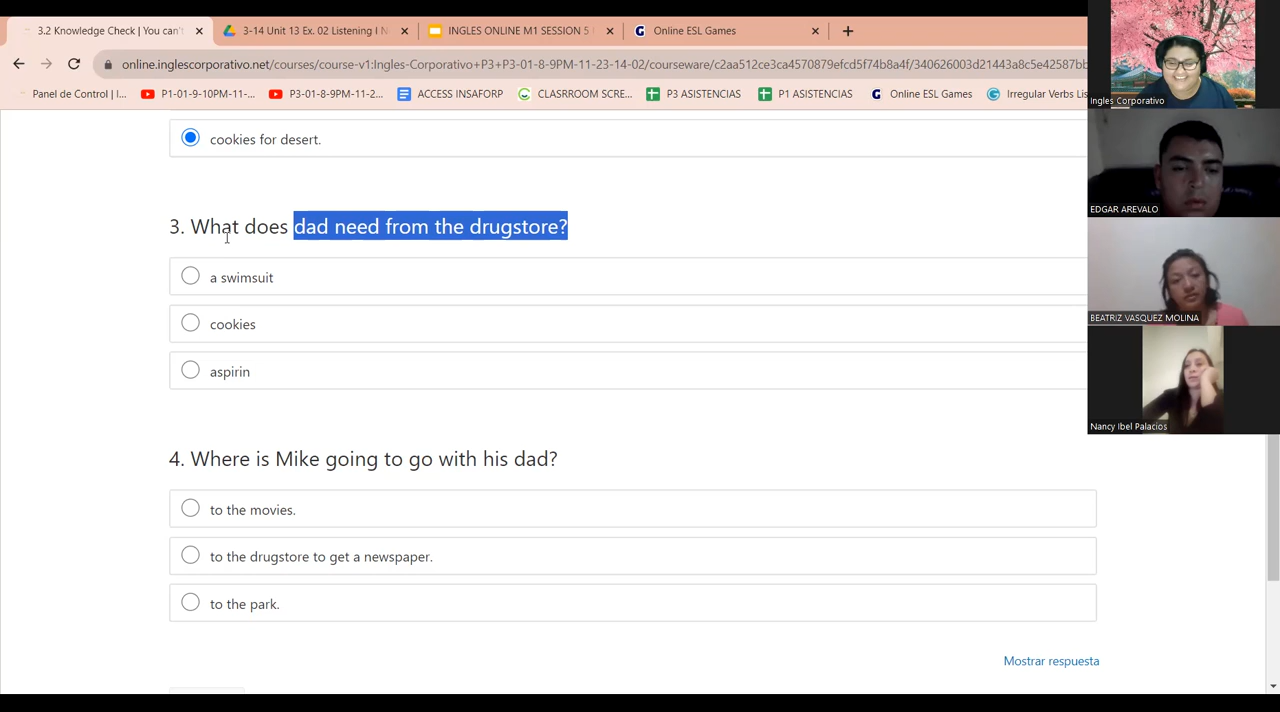 3.2 Knowledge Check | You can't
3-14 Unit 13 Ex. 02 Listening I N
INGLES ONLINE M1 SESSION 5
Online ESL Games
online.inglescorporativo.net/courses/course-v1:Ingles-Corporativo+P3+P3-01-8-9PM-11-23-14-02/courseware/c2aa512ce3ca4570879efcd5f74b8a4f/340626003d21443a8c5e42587bb
Panel de Control | I...
P1-01-9-10PM-11-...
P3-01-8-9PM-11-2...
ACCESS INSAFORP
CLASRROOM SCRE...
P3 ASISTENCIAS
P1 ASISTENCIAS
Online ESL Games
Irregular Verbs Lis
Ingles Corporativo
cookies for desert.
EDGAR AREVALO
3. What does dad need from the drugstore?
a swimsuit
cookies
aspirin
BEATRIZ VASQUEZ MOLINA
Nancy Ibel Palacios
4. Where is Mike going to go with his dad?
to the movies.
to the drugstore to get a newspaper.
to the park.
Mostrar respuesta